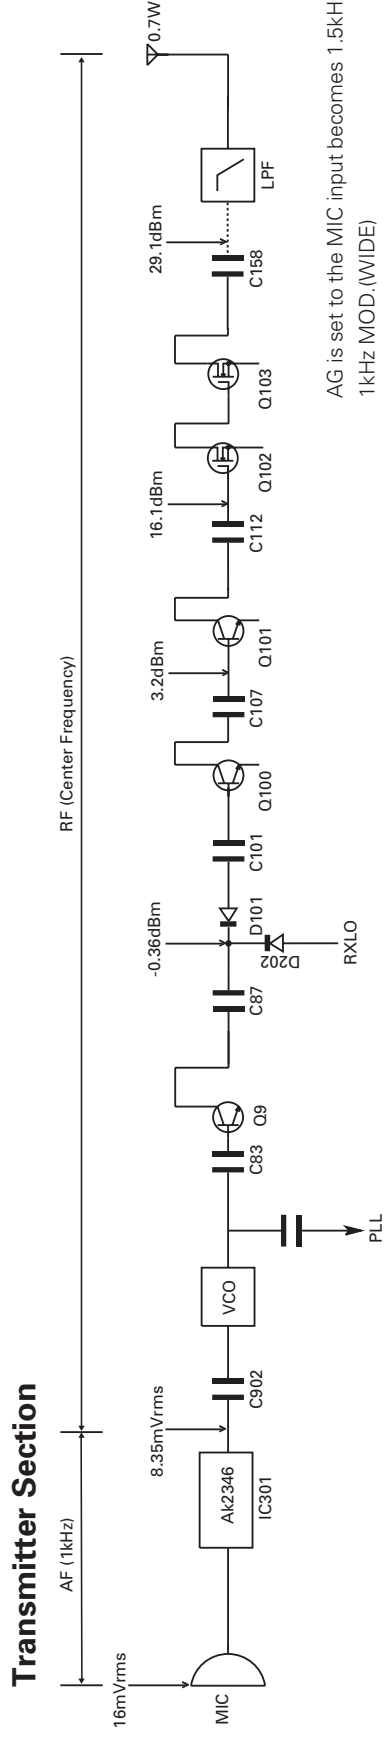 Transmitter Section
AF (1kHz)
RF (Center Frequency)
16mVrms
8.35mVrms
-0.36dBm
3.2dBm
16.1dBm
29.1dBm
0.7W
MIC
Ak2346
IC301
C902
VCO
PLL
C83
Q9
C87
D202
RXLO
D101
C101
Q100
C107
Q101
C112
Q102
Q103
C158
LPF
AG is set to the MIC input becomes 1.5kH
1kHz MOD.(WIDE)